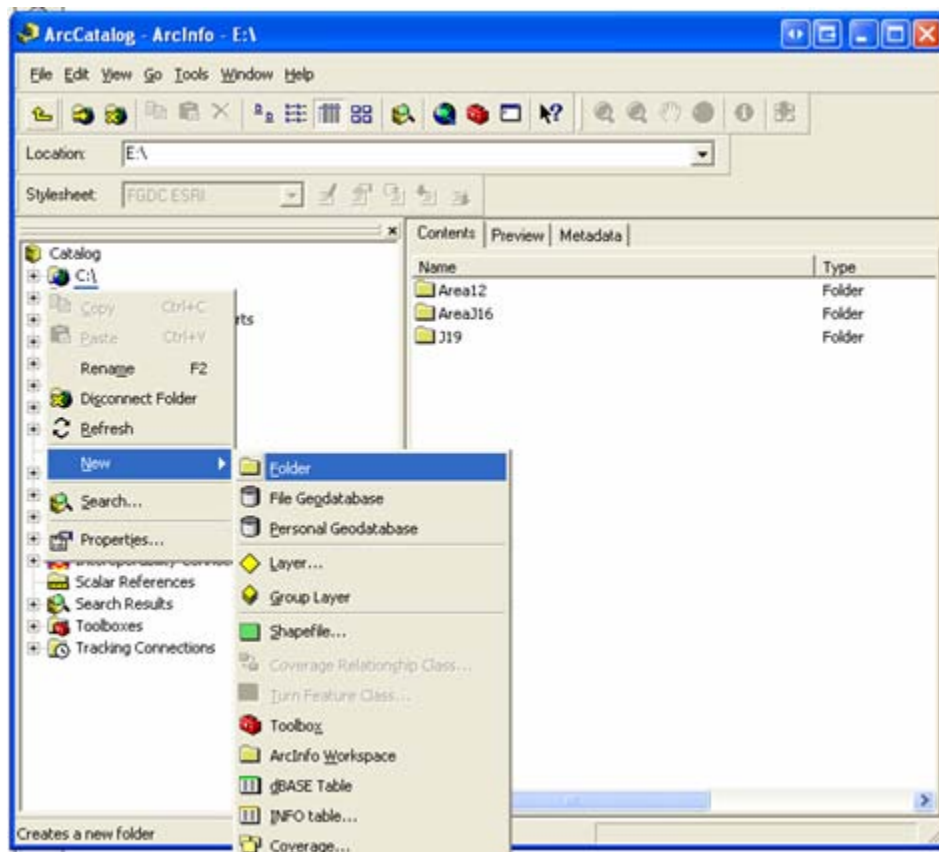 ArcCatalog - ArcInfo - E:\
File Edit View Go Tools Window Help
Location: E:\
Stylesheet: FGDC ESRI
Contents Preview Metadata
Catalog
C:\
Name Type
Area12 Folder
AreaJ16 Folder
J19 Folder
rts
Copy Ctrl+C
Paste Ctrl+V
Rename F2
Disconnect Folder
Refresh
New
Search...
Properties...
Folder
File Geodatabase
Personal Geodatabase
Layer...
Group Layer
Shapefile...
Coverage Relationship Class...
Turn Feature Class...
Toolbox
ArcInfo Workspace
dBASE Table
INFO table...
Coverage...
Scalar References
Search Results
Toolboxes
Tracking Connections
Creates a new folder